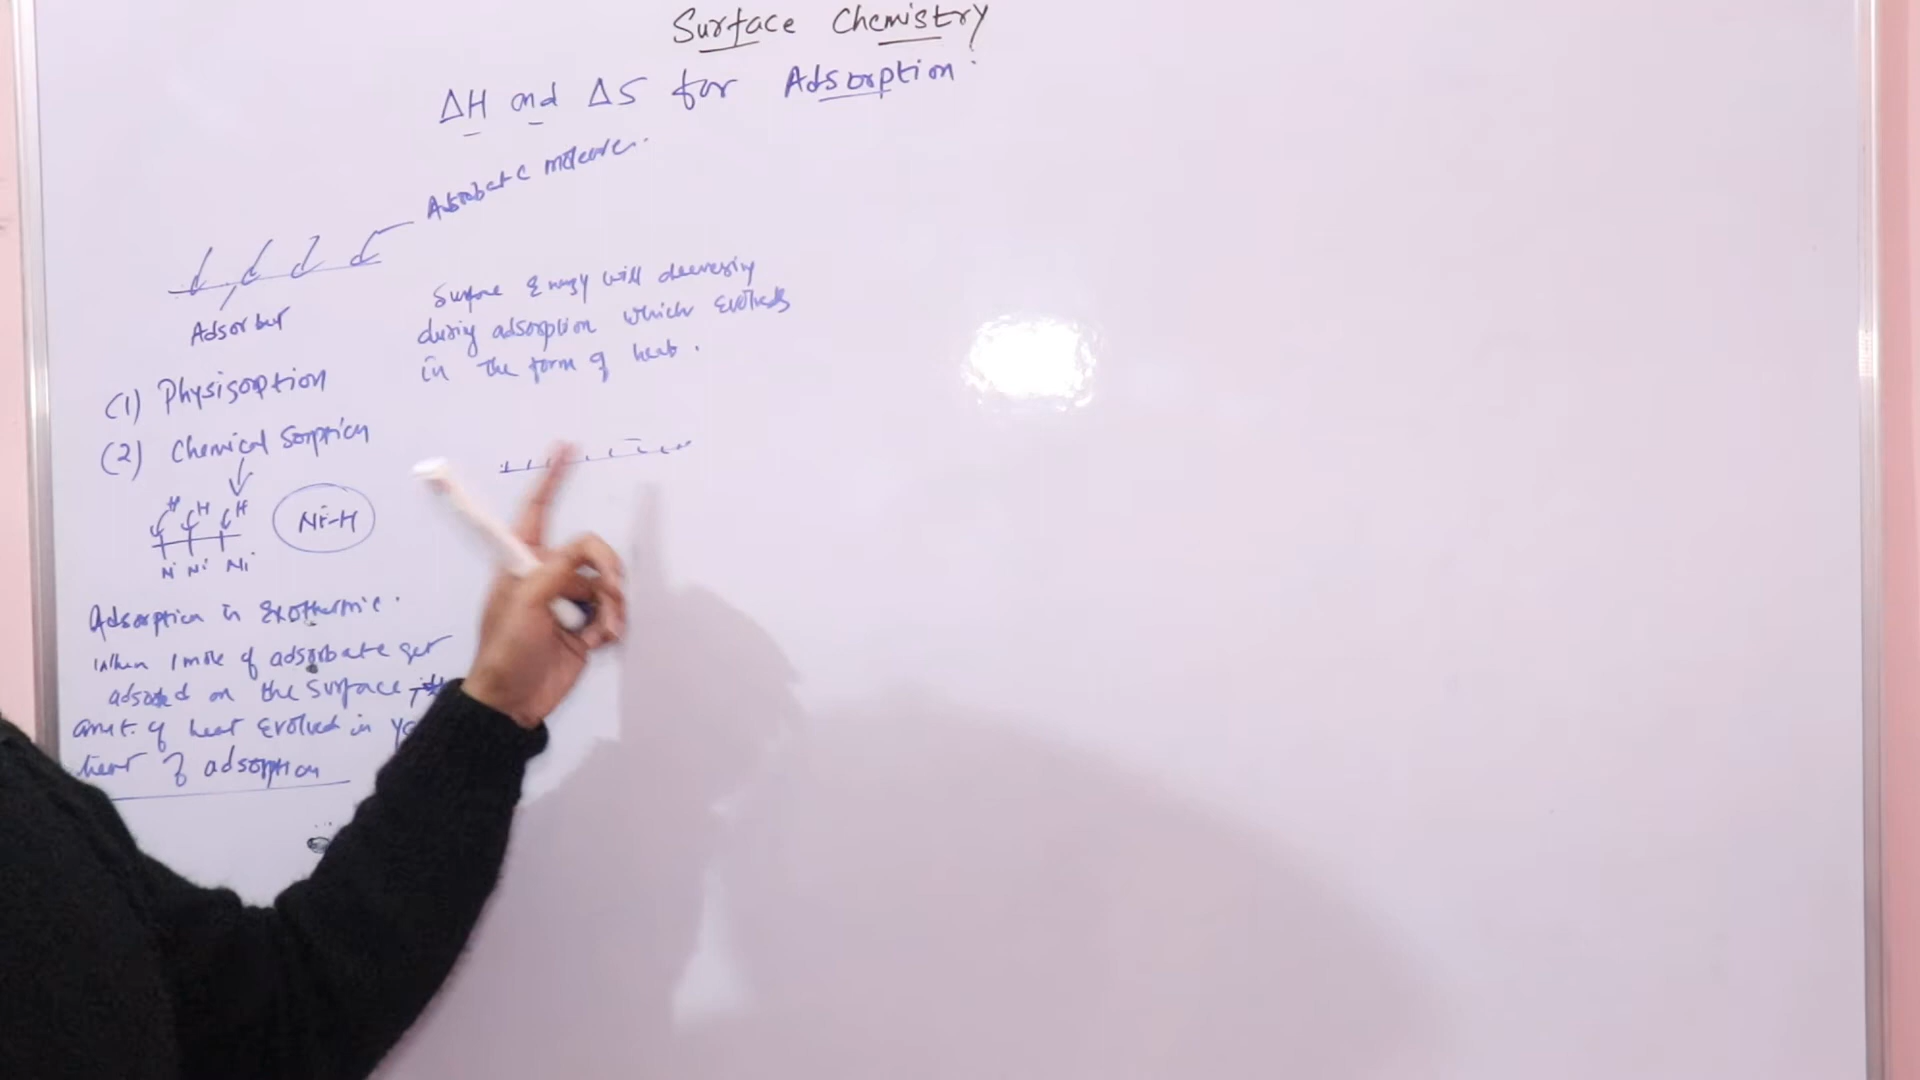 Surface Chemistry
ΔH and ΔS for Adsorption.
Adsorbate molecule.
Adsorbent
Surface Energy will decreasing
during adsorption which evolves
in the form of heat.
(1) Physisorption
(2) Chemical Sorption
H H H
Ni Ni Ni
Ni-H
Adsorption is Exothermic.
When 1 mole of adsorbate get
adsorbed on the surface,
amt. of heat Evolved in
heat of adsorption